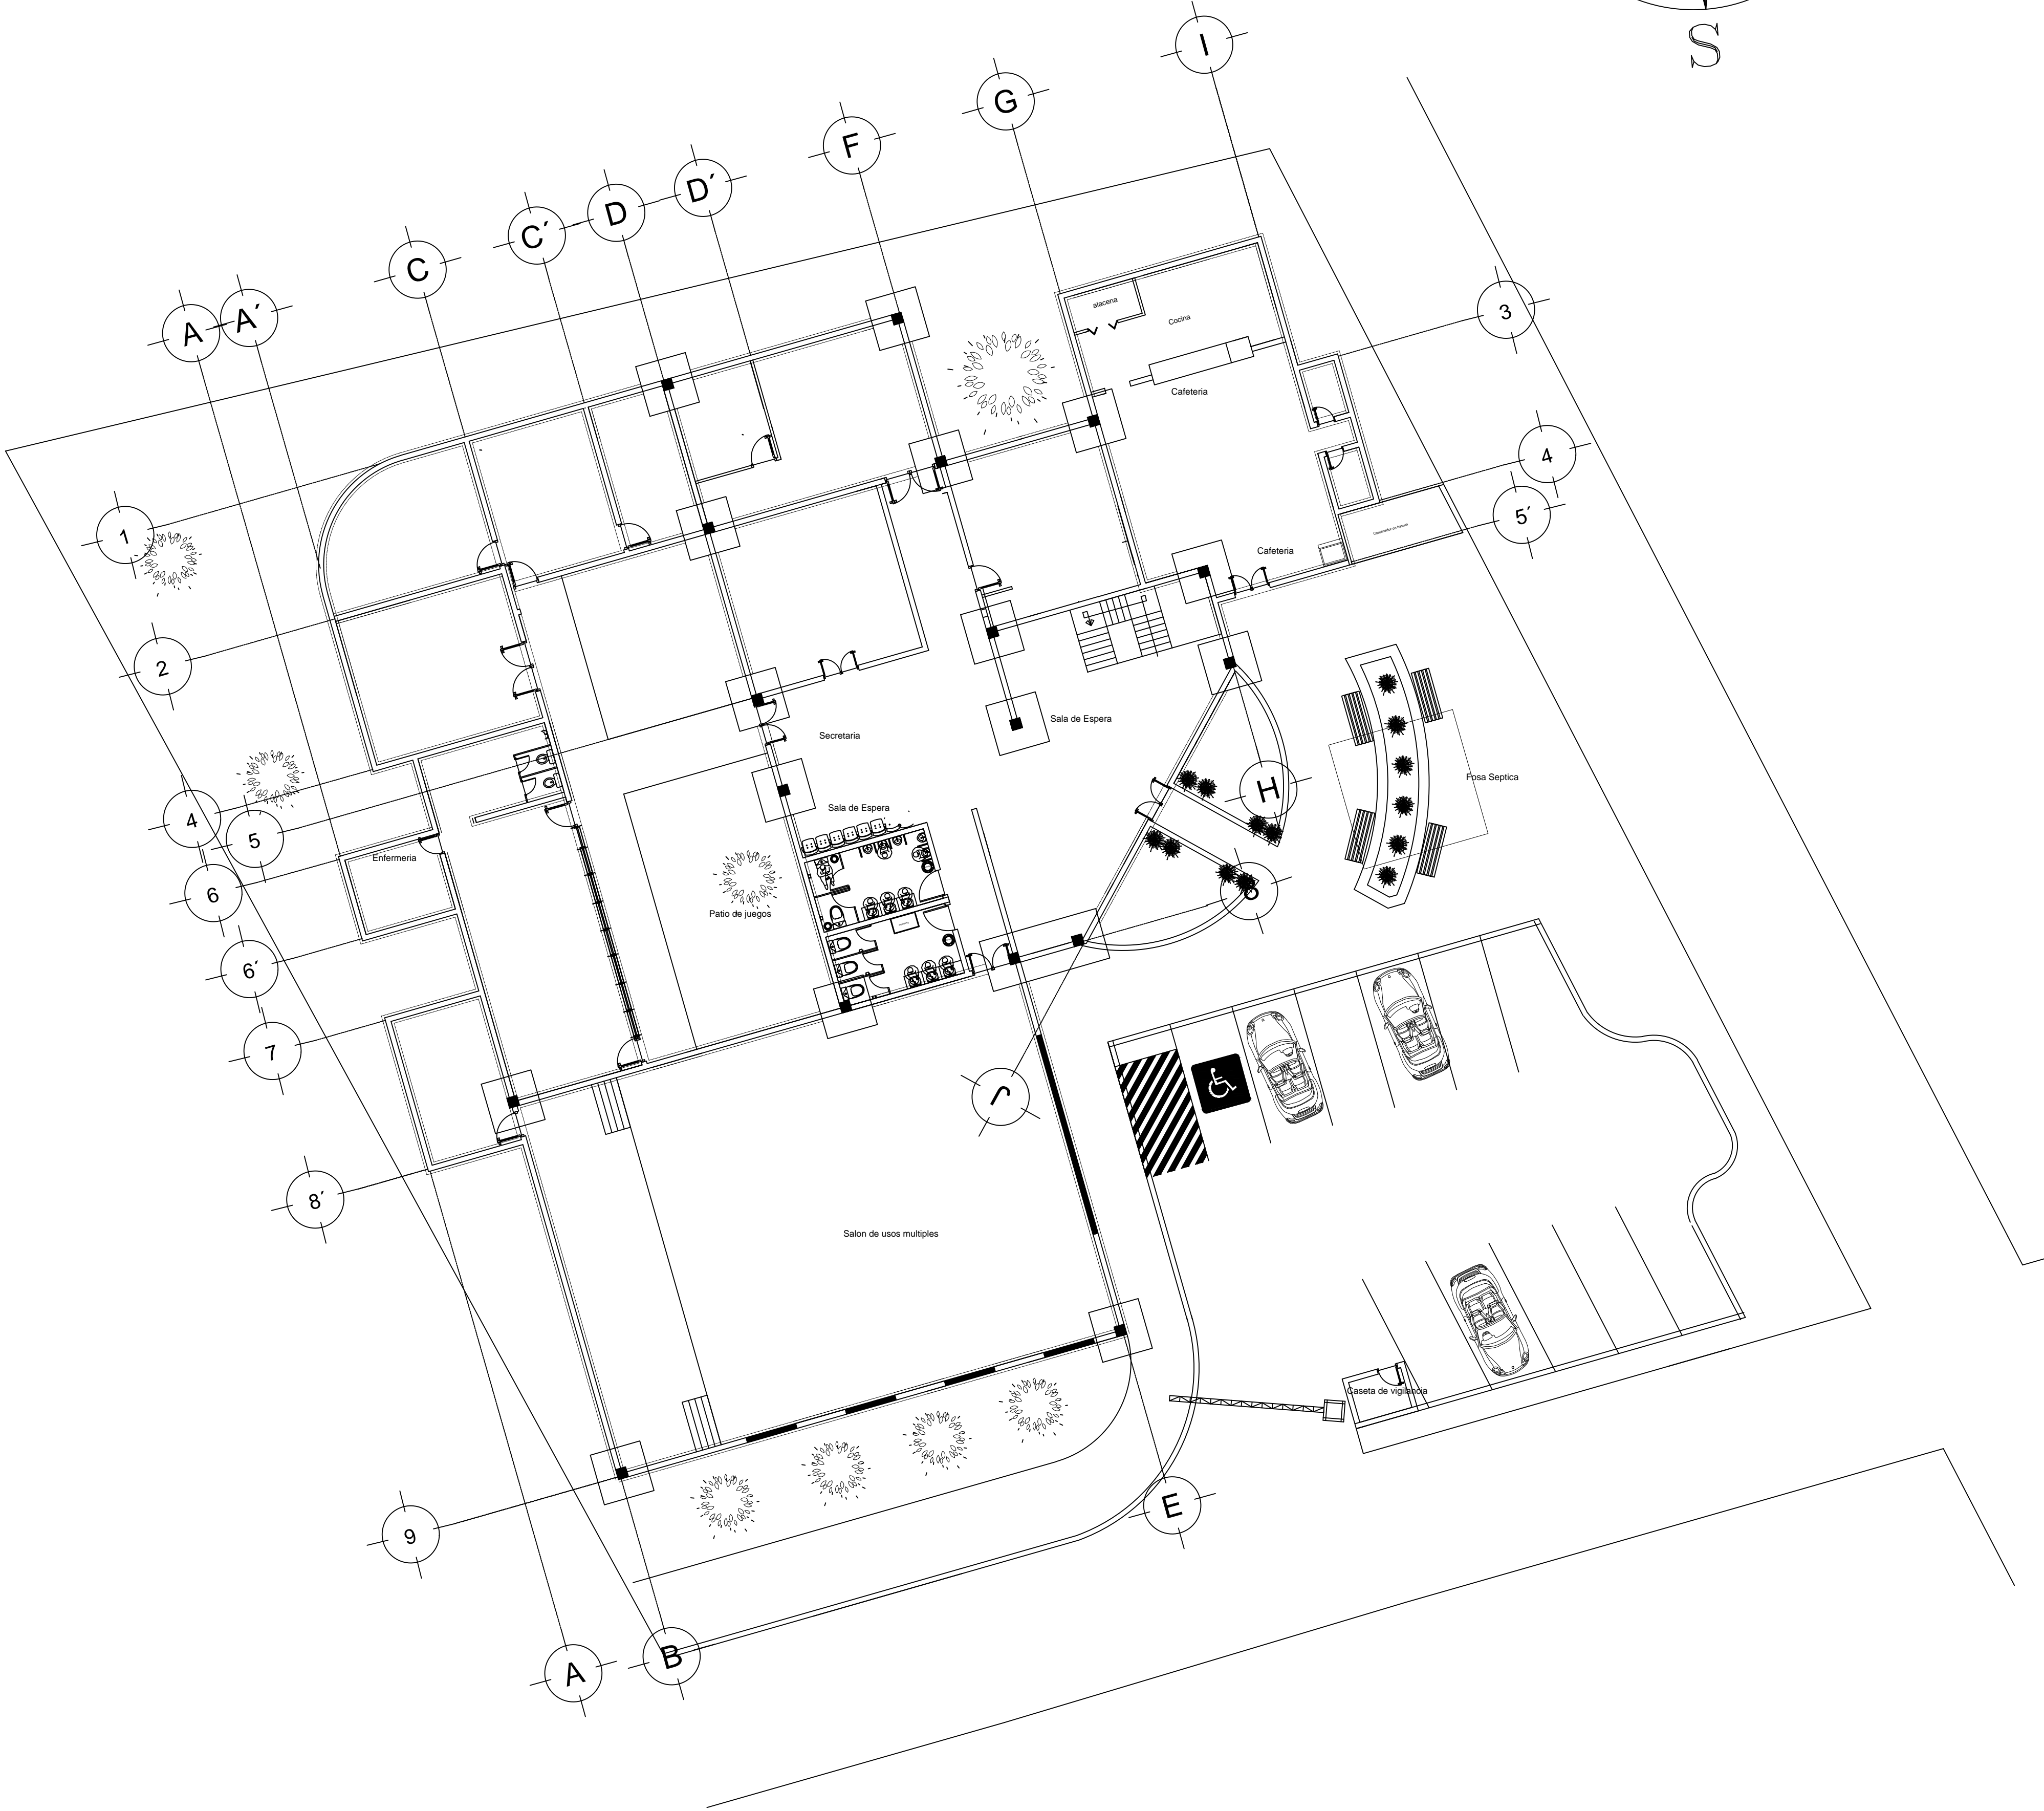 S
I
G
F
D´
D
C´
C
A´
A
3
alacena
Cocina
Cafeteria
4
5´
1
Cafeteria
2
Sala de Espera
Secretaria
Fosa Septica
H
Sala de Espera
4
5
Enfermeria
6
Patio de juegos
6´
7
J
8´
Salon de usos multiples
Caseta de vigilancia
E
9
B
A